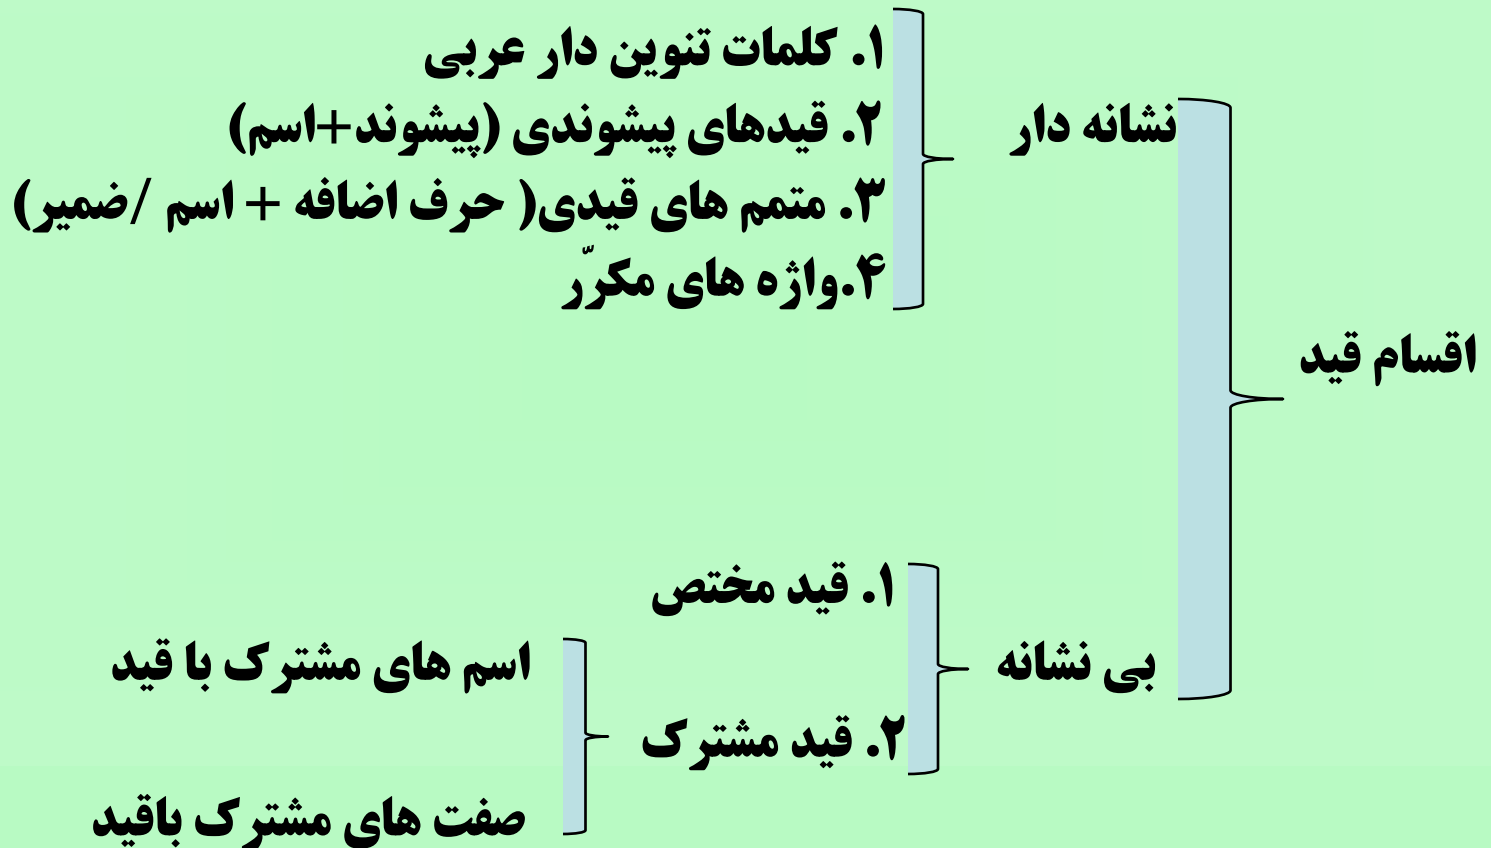 ۱. کلمات تنوین دار عربی
نشانه دار
۲. قیدهای پیشوندی (پیشوند+اسم)
۳. متمم های قیدی( حرف اضافه + اسم /ضمیر)
۴.واژه های مکرّر
اقسام قید
۱. قید مختص
بی نشانه
اسم های مشترک با قید
۲. قید مشترک
صفت های مشترک باقید